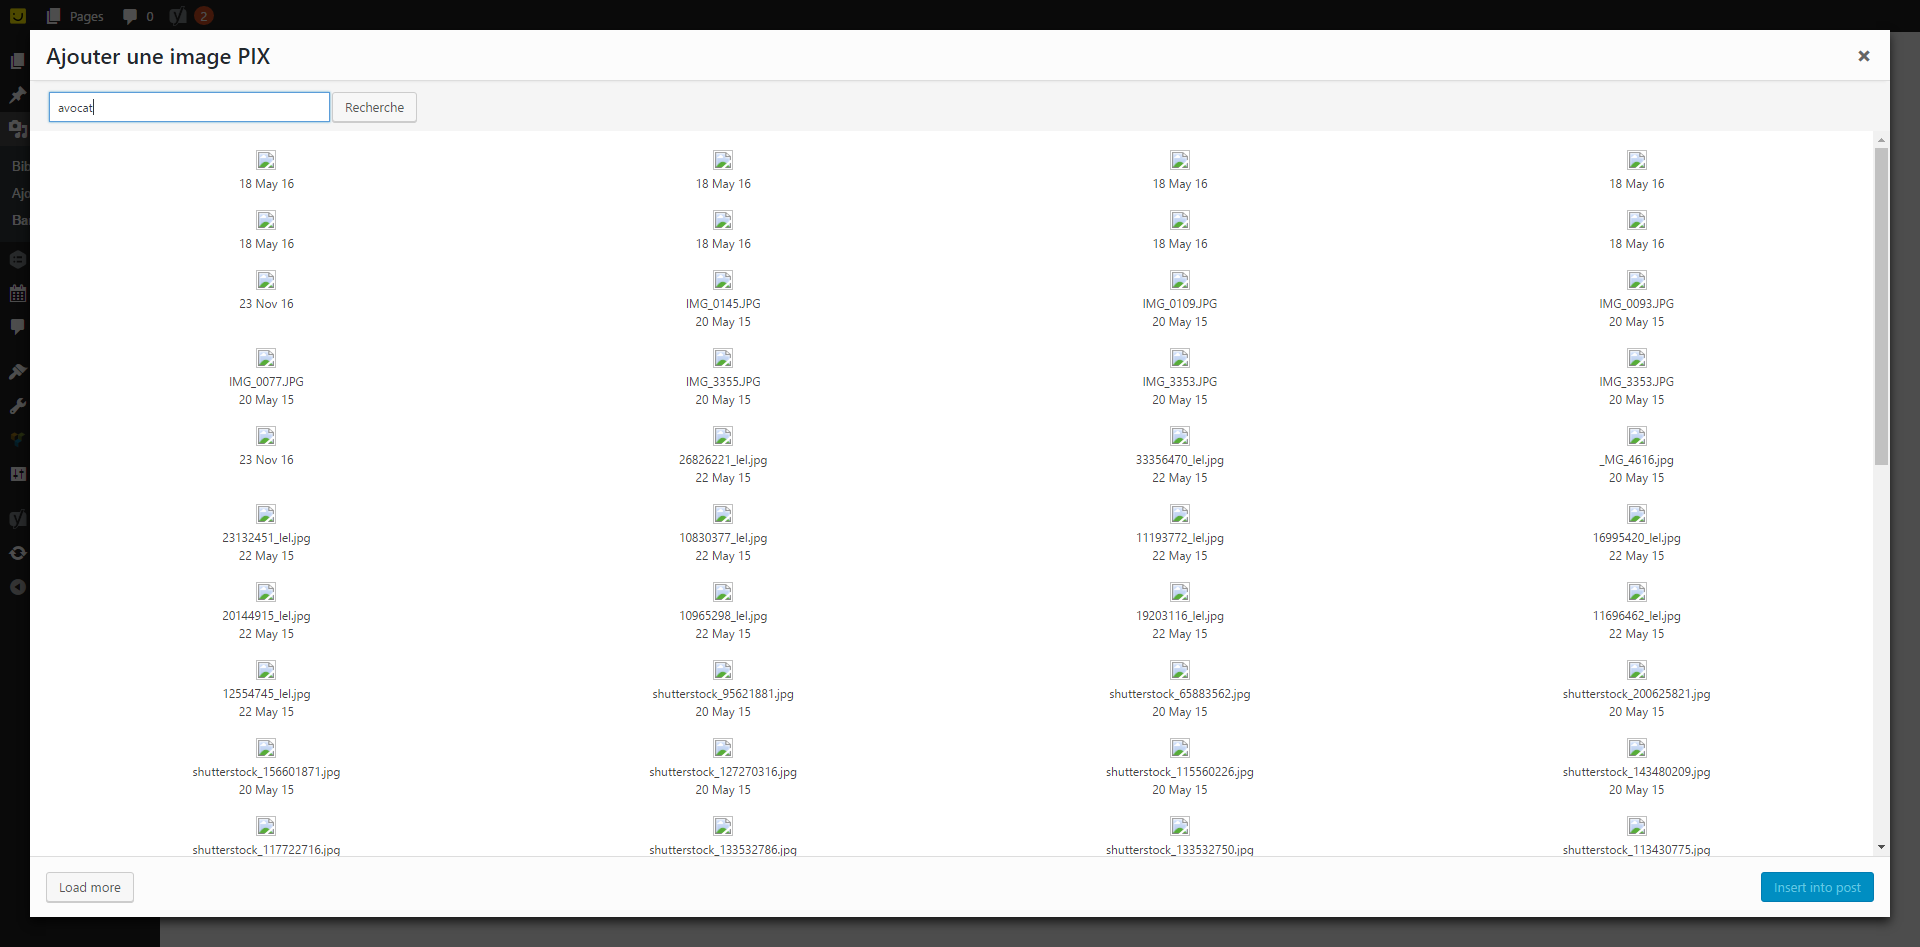 Pages 0 2
Ajouter une image PIX
avocat Recherche
18 May 16 18 May 16 18 May 16 18 May 16
18 May 16 18 May 16 18 May 16 18 May 16
23 Nov 16 IMG_0145.JPG IMG_0109.JPG IMG_0093.JPG
20 May 15 20 May 15 20 May 15
IMG_0077.JPG IMG_3355.JPG IMG_3353.JPG IMG_3353.JPG
20 May 15 20 May 15 20 May 15 20 May 15
23 Nov 16 26826221_lel.jpg 33356470_lel.jpg _MG_4616.jpg
22 May 15 22 May 15 20 May 15
23132451_lel.jpg 10830377_lel.jpg 11193772_lel.jpg 16995420_lel.jpg
22 May 15 22 May 15 22 May 15 22 May 15
20144915_lel.jpg 10965298_lel.jpg 19203116_lel.jpg 11696462_lel.jpg
22 May 15 22 May 15 22 May 15 22 May 15
12554745_lel.jpg shutterstock_95621881.jpg shutterstock_65883562.jpg shutterstock_200625821.jpg
22 May 15 20 May 15 20 May 15 20 May 15
shutterstock_156601871.jpg shutterstock_127270316.jpg shutterstock_115560226.jpg shutterstock_143480209.jpg
20 May 15 20 May 15 20 May 15 20 May 15
shutterstock_117722716.jpg shutterstock_133532786.jpg shutterstock_133532750.jpg shutterstock_113430775.jpg
Load more Insert into post
Bib
Ajo
Ba